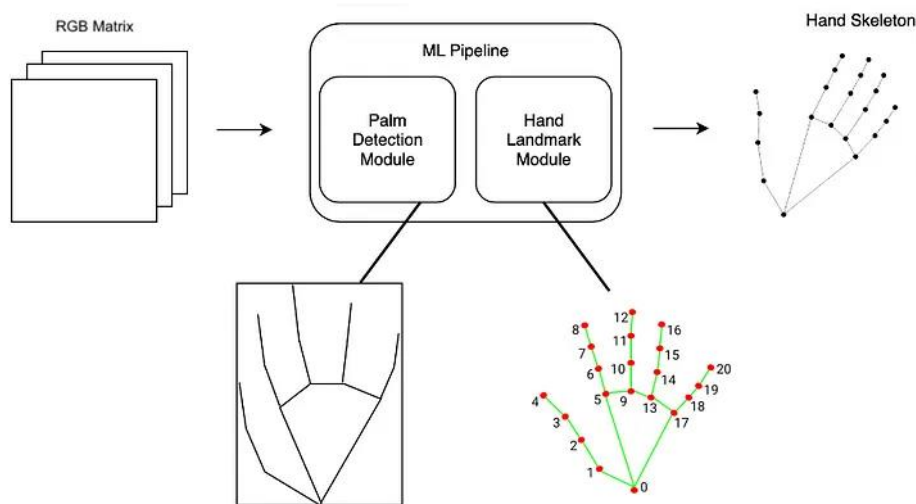 RGB Matrix
ML Pipeline
Hand Skeleton
Palm
Detection
Module
Hand
Landmark
Module
12
8
16
11
7
15
6
10
14
20
19
4
5
9
13
18
3
17
2
1
0